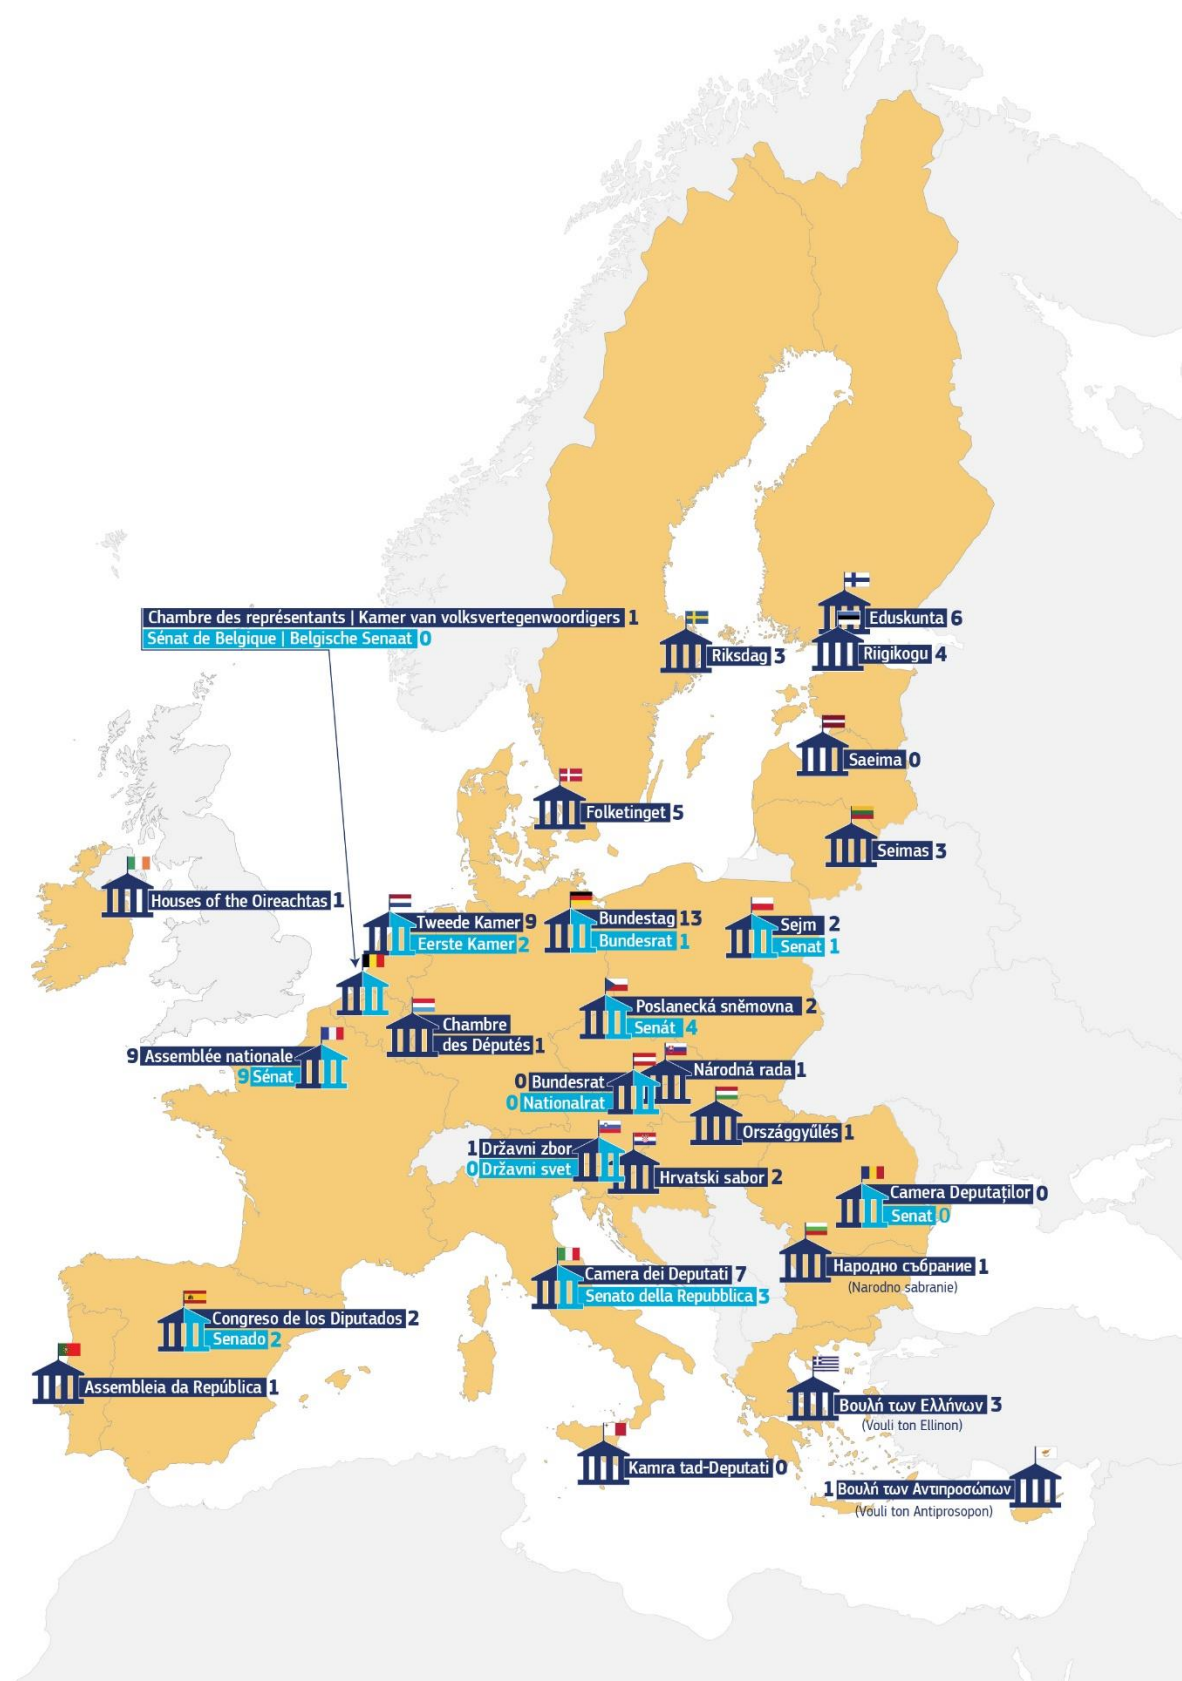 Eduskunta 6
Chambre des représentants | Kamer van volksvertegenwoordigers 1
Sénat de Belgique | Belgische Senaat 0
Riksdag 3
Riigikogu 4
Saeima 0
Folketinget 5
Seimas 3
Houses of the Oireachtas 1
Tweede Kamer 9
Eerste Kamer 2
Bundestag 13
Bundesrat 1
Sejm 2
Senat 1
Poslanecká sněmovna 2
Senát 4
Chambre
des Députés 1
9 Assemblée nationale
9 Sénat
Národná rada 1
0 Bundesrat
0 Nationalrat
Országgyűlés 1
1 Državni zbor
0 Državni svet
Hrvatski sabor 2
Camera Deputaților 0
Senat 0
Народно събрание 1
(Narodno sabranie)
Camera dei Deputati 7
Senato della Repubblica 3
Congreso de los Diputados 2
Senado 2
Assembleia da República 1
Βουλή των Ελλήνων 3
(Vouli ton Ellinon)
Kamra tad-Deputati 0
1 Βουλή των Αντιπροσώπων
(Vouli ton Antiprosopon)